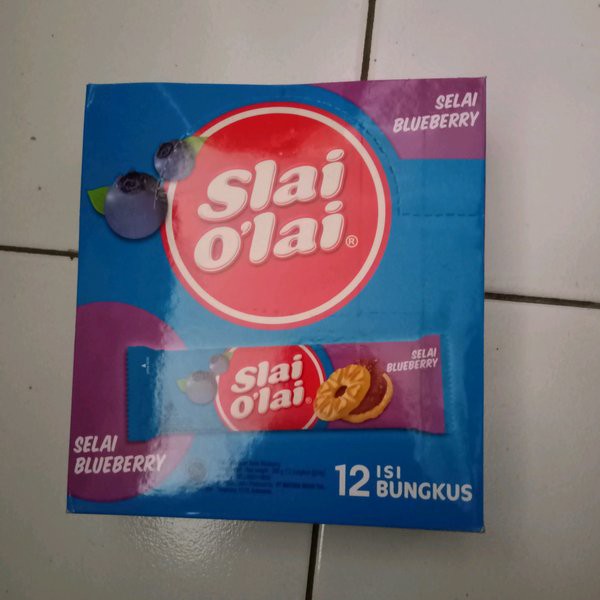 SELAI
BLUEBERRY
Slai
O'lai®
SELAI
BLUEBERRY
Slai
O'lai®
SELAI
BLUEBERRY
12 ISI
BUNGKUS